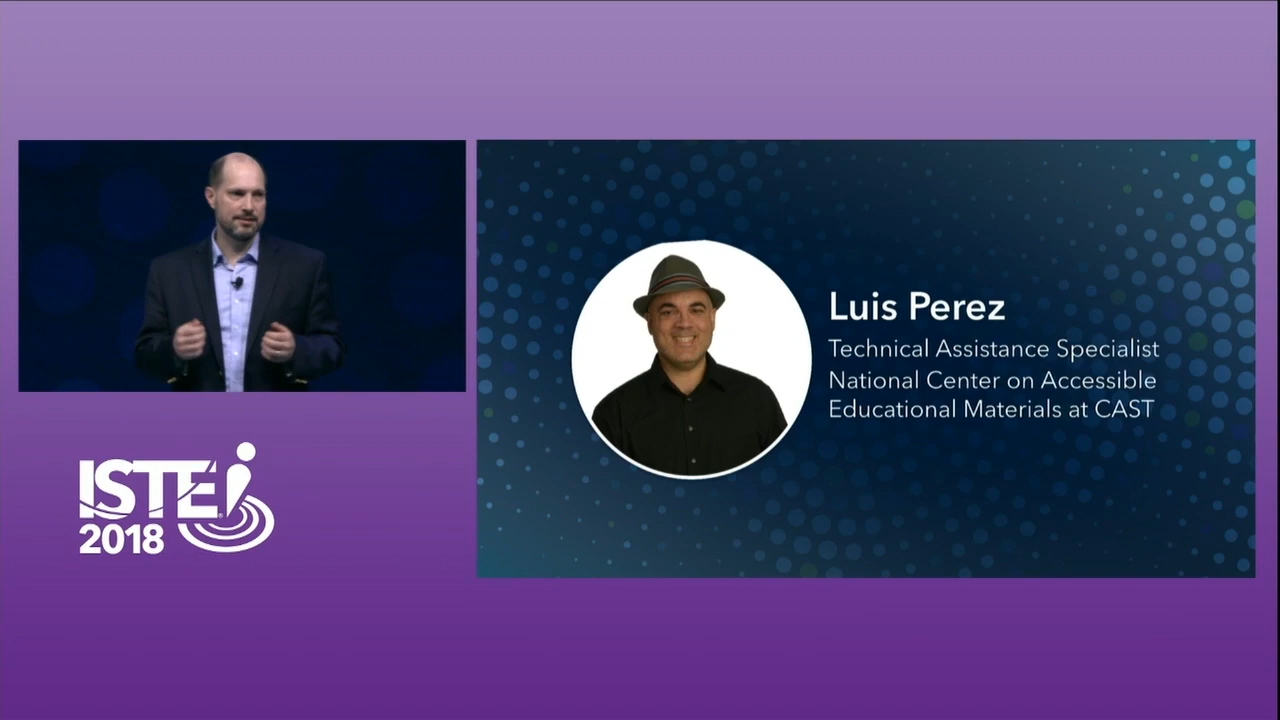 ISTE
2018
Luis Perez
Technical Assistance Specialist
National Center on Accessible
Educational Materials at CAST